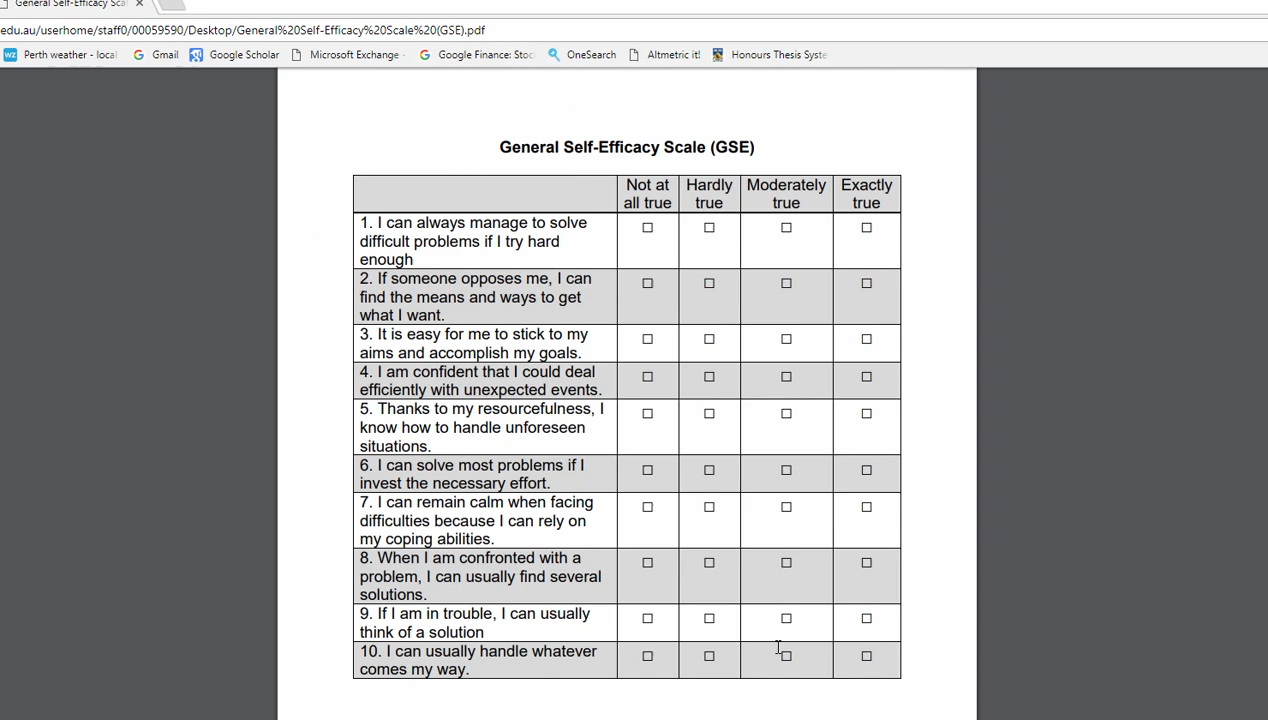 General Self-Efficacy Sca
edu.au/userhome/staff0/00059590/Desktop/General%20Self-Efficacy%20Scale%20(GSE).pdf
wz Perth weather - local Gmail Google Scholar Microsoft Exchange - Google Finance: Stoc OneSearch Altmetric it! Honours Thesis Syste
General Self-Efficacy Scale (GSE)
Not at Hardly Moderately Exactly
all true true true true
1. I can always manage to solve
difficult problems if I try hard
enough
2. If someone opposes me, I can
find the means and ways to get
what I want.
3. It is easy for me to stick to my
aims and accomplish my goals.
4. I am confident that I could deal
efficiently with unexpected events.
5. Thanks to my resourcefulness, I
know how to handle unforeseen
situations.
6. I can solve most problems if I
invest the necessary effort.
7. I can remain calm when facing
difficulties because I can rely on
my coping abilities.
8. When I am confronted with a
problem, I can usually find several
solutions.
9. If I am in trouble, I can usually
think of a solution
10. I can usually handle whatever
comes my way.